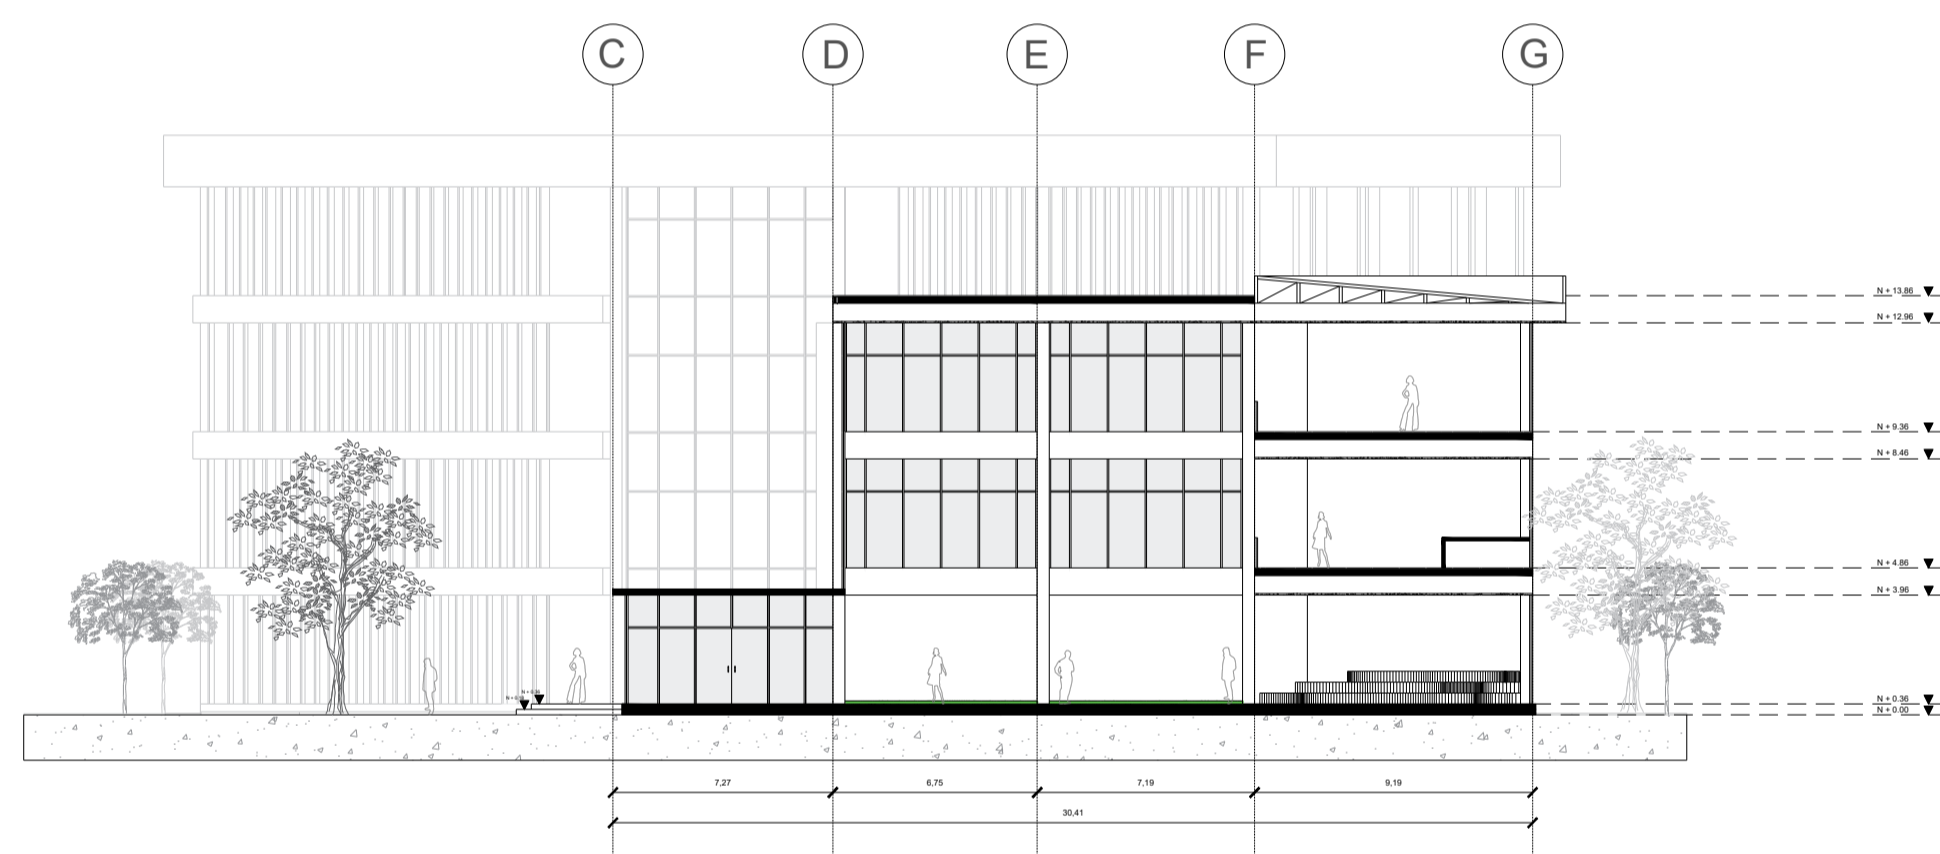 C D E F G
N + 13.86
N + 12.96
N + 9.36
N + 8.46
N + 4.86
N + 3.96
N + 0.36
N + 0.00
7,27 6,75 7,19 9,19
30,41